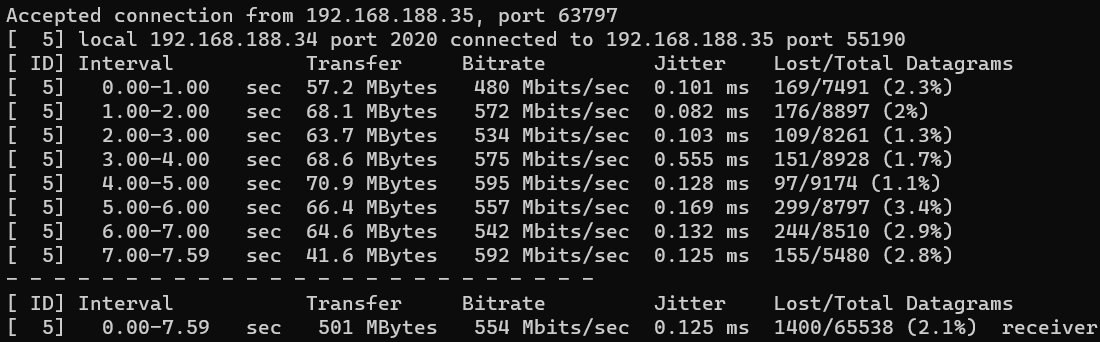 Accepted connection from 192.168.188.35, port 63797
[  5] local 192.168.188.34 port 2020 connected to 192.168.188.35 port 55190
[ ID] Interval           Transfer     Bitrate         Jitter    Lost/Total Datagrams
[  5]   0.00-1.00   sec  57.2 MBytes   480 Mbits/sec  0.101 ms  169/7491 (2.3%)
[  5]   1.00-2.00   sec  68.1 MBytes   572 Mbits/sec  0.082 ms  176/8897 (2%)
[  5]   2.00-3.00   sec  63.7 MBytes   534 Mbits/sec  0.103 ms  109/8261 (1.3%)
[  5]   3.00-4.00   sec  68.6 MBytes   575 Mbits/sec  0.555 ms  151/8928 (1.7%)
[  5]   4.00-5.00   sec  70.9 MBytes   595 Mbits/sec  0.128 ms  97/9174 (1.1%)
[  5]   5.00-6.00   sec  66.4 MBytes   557 Mbits/sec  0.169 ms  299/8797 (3.4%)
[  5]   6.00-7.00   sec  64.6 MBytes   542 Mbits/sec  0.132 ms  244/8510 (2.9%)
[  5]   7.00-7.59   sec  41.6 MBytes   592 Mbits/sec  0.125 ms  155/5480 (2.8%)
- - - - - - - - - - - - - - - - - - - - - - - - -
[ ID] Interval           Transfer     Bitrate         Jitter    Lost/Total Datagrams
[  5]   0.00-7.59   sec   501 MBytes   554 Mbits/sec  0.125 ms  1400/65538 (2.1%)  receiver